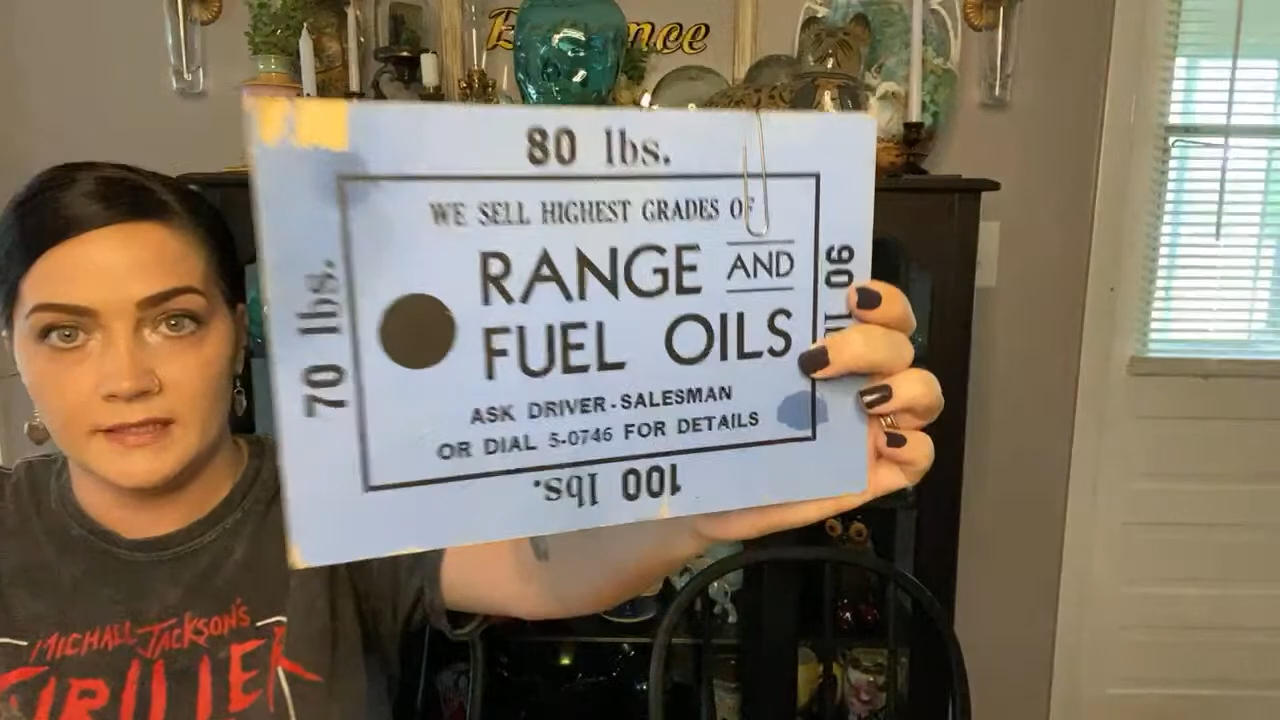 80 lbs.
WE SELL HIGHEST GRADES OF
RANGE AND
FUEL OILS
ASK DRIVER-SALESMAN
OR DIAL 5-0746 FOR DETAILS
70 lbs.
90
100 lbs.
MICHAEL JACKSON'S
THRILLER